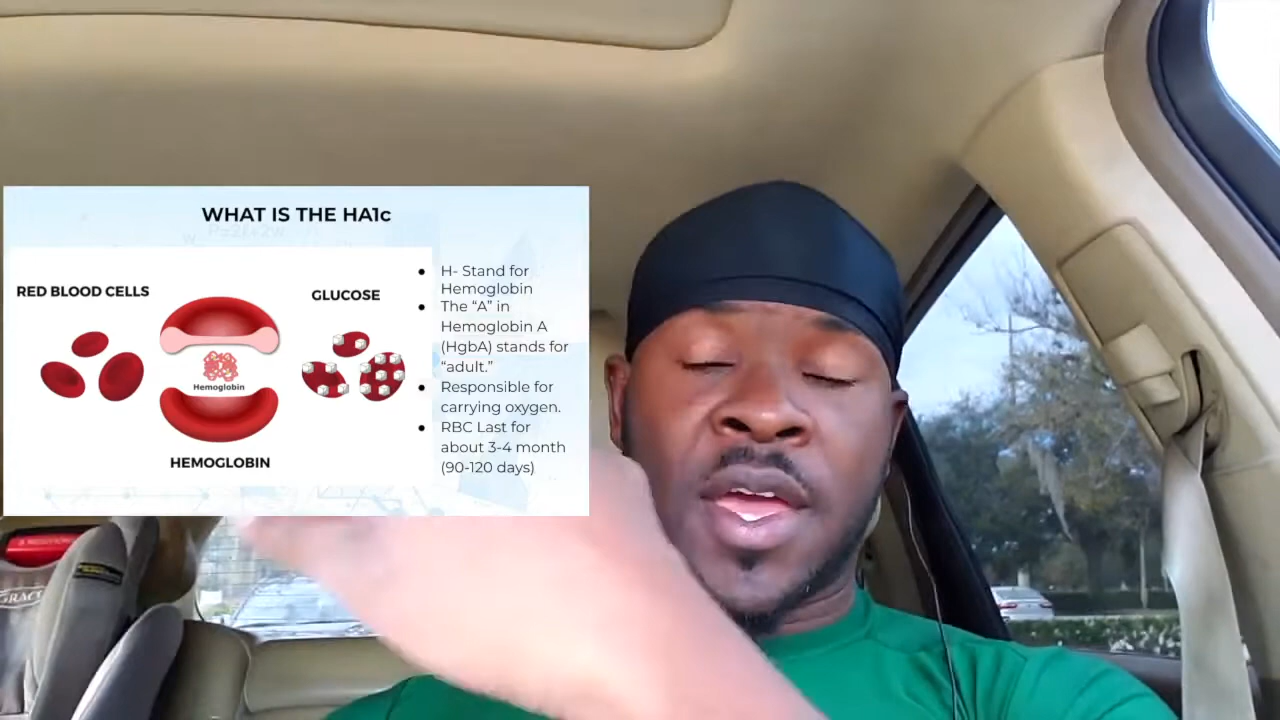 WHAT IS THE HA1c
RED BLOOD CELLS
GLUCOSE
Hemoglobin
HEMOGLOBIN
H- Stand for
Hemoglobin
The “A” in
Hemoglobin A
(HgbA) stands for
“adult.”
Responsible for
carrying oxygen.
RBC Last for
about 3-4 month
(90-120 days)
GRACO